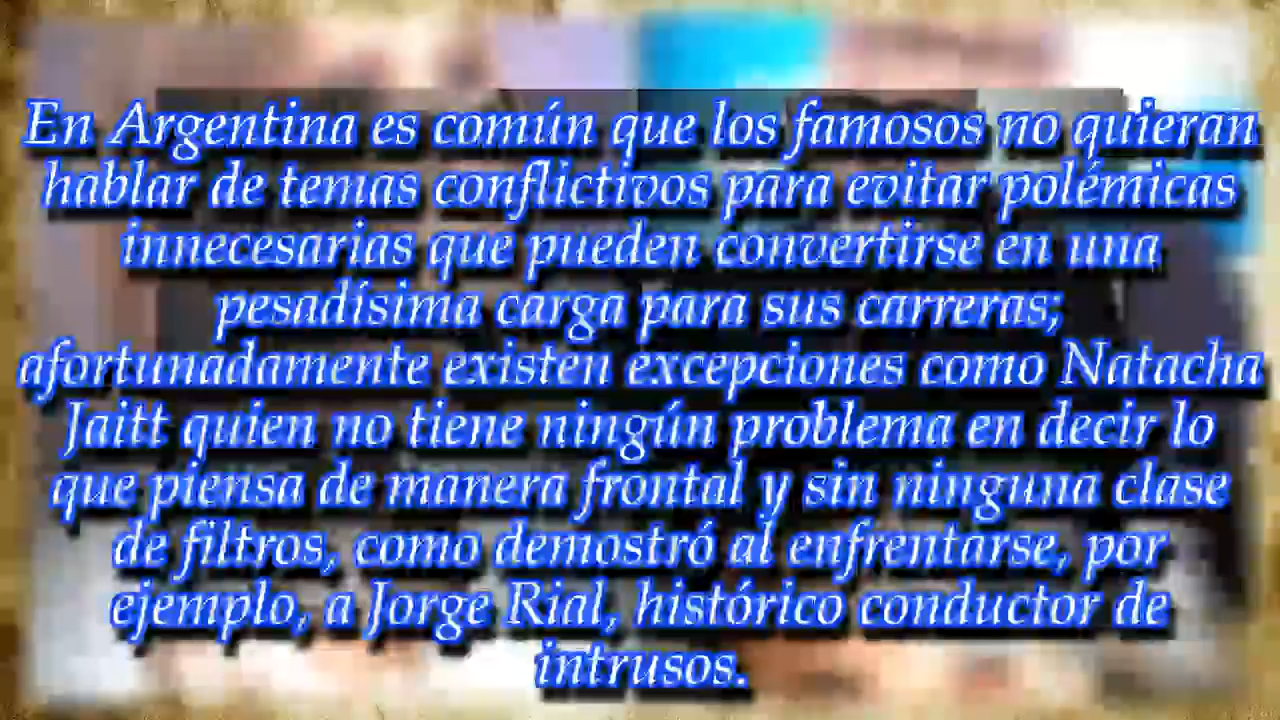 En Argentina es común que los famosos no quieran
hablar de temas conflictivos para evitar polémicas
innecesarias que pueden convertirse en una
pesadísima carga para sus carreras;
afortunadamente existen excepciones como Natacha
Jaitt quien no tiene ningún problema en decir lo
que piensa de manera frontal y sin ninguna clase
de filtros, como demostró al enfrentarse, por
ejemplo, a Jorge Rial, histórico conductor de
intrusos.